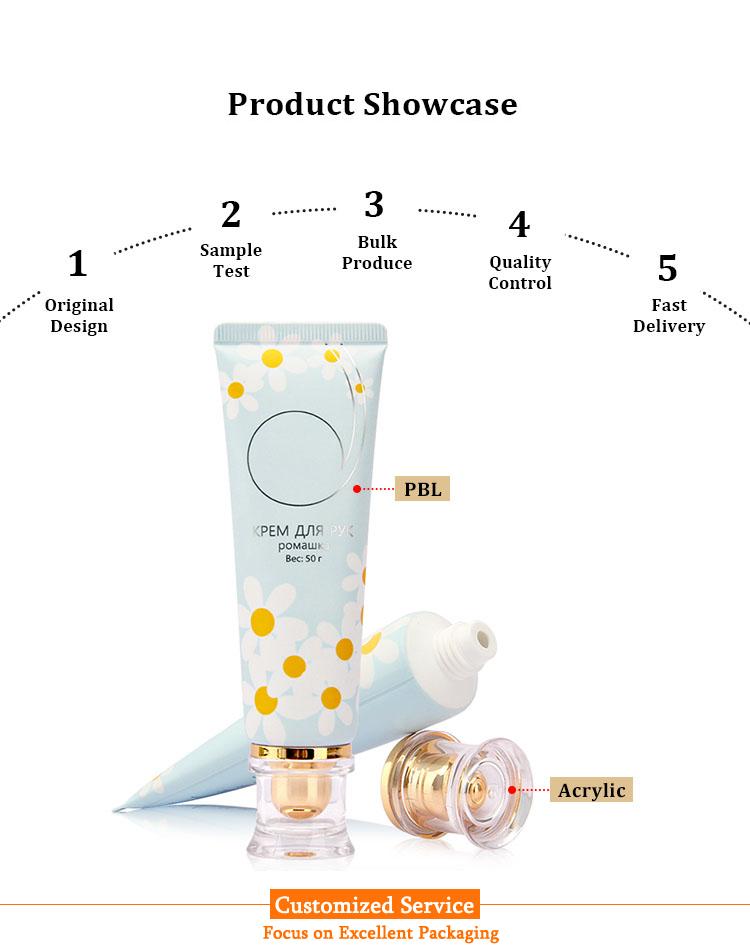 Product Showcase
1
Original
Design
2
Sample
Test
3
Bulk
Produce
4
Quality
Control
5
Fast
Delivery
PBL
КРЕМ ДЛЯ РУК
ромашка
Вес: 50 г
Acrylic
Customized Service
Focus on Excellent Packaging